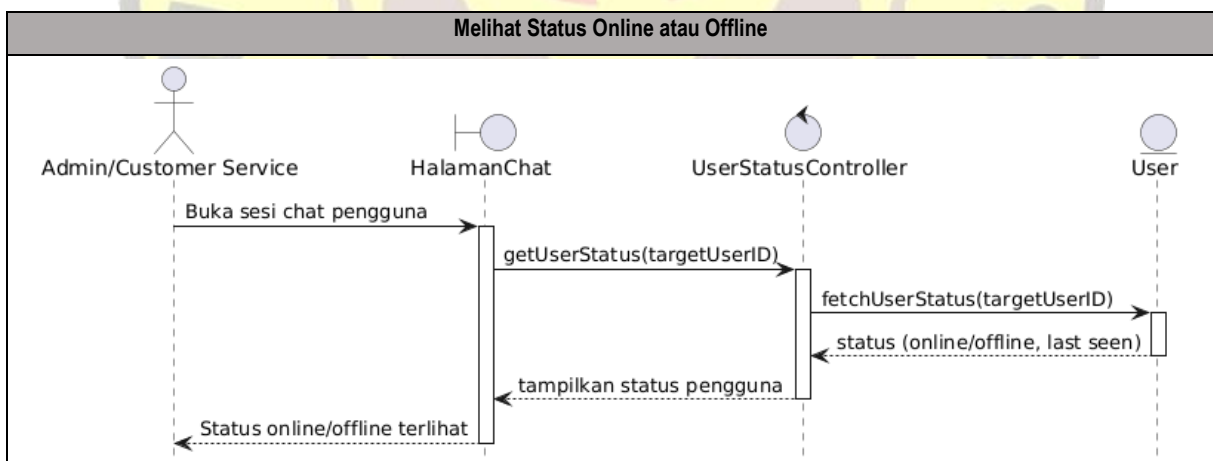 Melihat Status Online atau Offline
Admin/Customer Service
HalamanChat
UserStatusController
User
Buka sesi chat pengguna
getUserStatus(targetUserID)
fetchUserStatus(targetUserID)
status (online/offline, last seen)
tampilkan status pengguna
Status online/offline terlihat